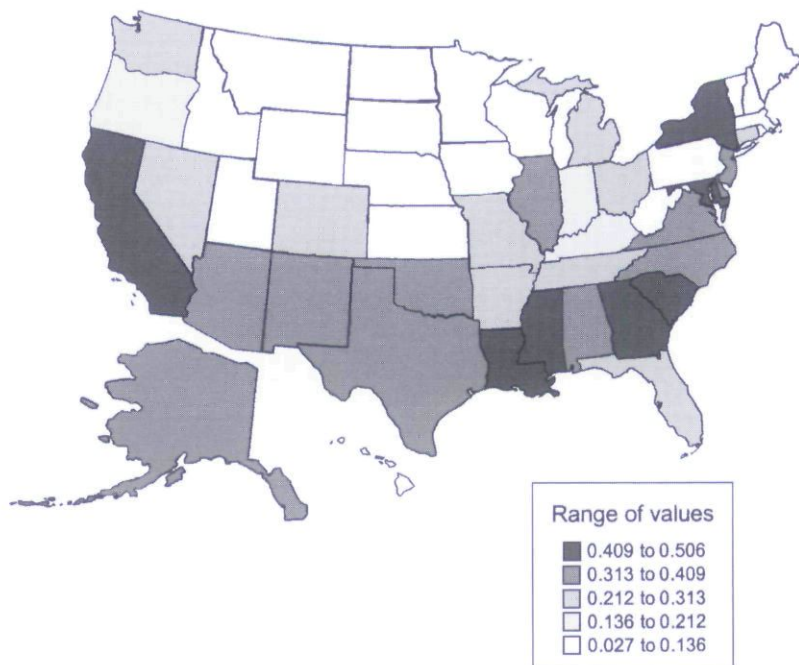 Range of values
0.409 to 0.506
0.313 to 0.409
0.212 to 0.313
0.136 to 0.212
0.027 to 0.136